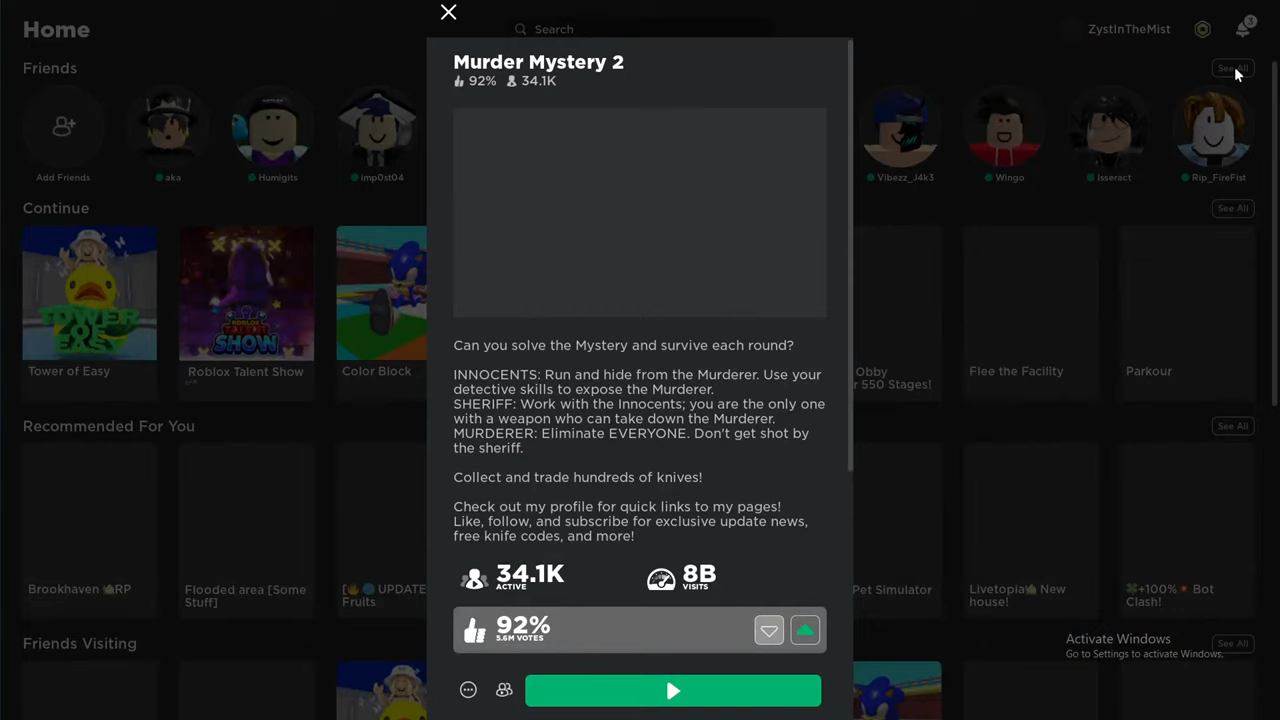 Home
Search
ZystInTheMist
3
Friends
See All
Add Friends
aka
Humigits
imp0st04
Vibezz_J4k3
Wingo
Isseract
Rip_FireFist
Continue
See All
TOWER OF EASY
ROBLOX TALENT SHOW
Tower of Easy
Roblox Talent Show
Color Block
Obby
550 Stages!
Flee the Facility
Parkour
Recommended For You
See All
Brookhaven RP
Flooded area [Some
Stuff]
UPDATE
Fruits
Pet Simulator
Livetopia New
house!
+100% Bot
Clash!
Friends Visiting
See All
Murder Mystery 2
92% 34.1K
Can you solve the Mystery and survive each round?
INNOCENTS: Run and hide from the Murderer. Use your
detective skills to expose the Murderer.
SHERIFF: Work with the Innocents; you are the only one
with a weapon who can take down the Murderer.
MURDERER: Eliminate EVERYONE. Don't get shot by
the sheriff.
Collect and trade hundreds of knives!
Check out my profile for quick links to my pages!
Like, follow, and subscribe for exclusive update news,
free knife codes, and more!
34.1K
ACTIVE
8B
VISITS
92%
5.6M VOTES
Activate Windows
Go to Settings to activate Windows.